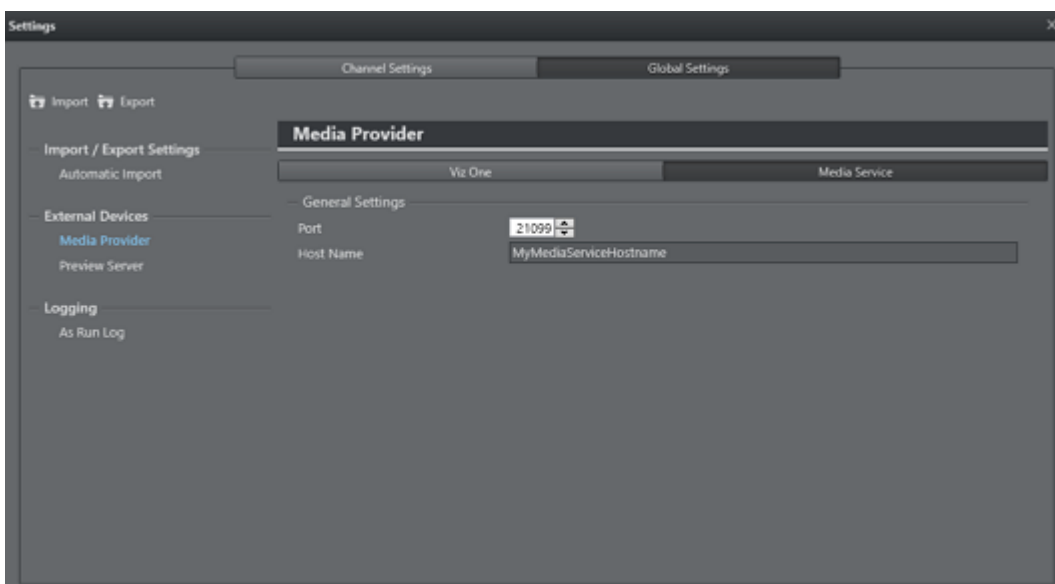 Settings
Channel Settings
Global Settings
Import Export
Import / Export Settings
Automatic Import
External Devices
Media Provider
Preview Server
Logging
As Run Log
Media Provider
Viz One
Media Service
General Settings
Port 21099
Host Name MyMediaServiceHostname